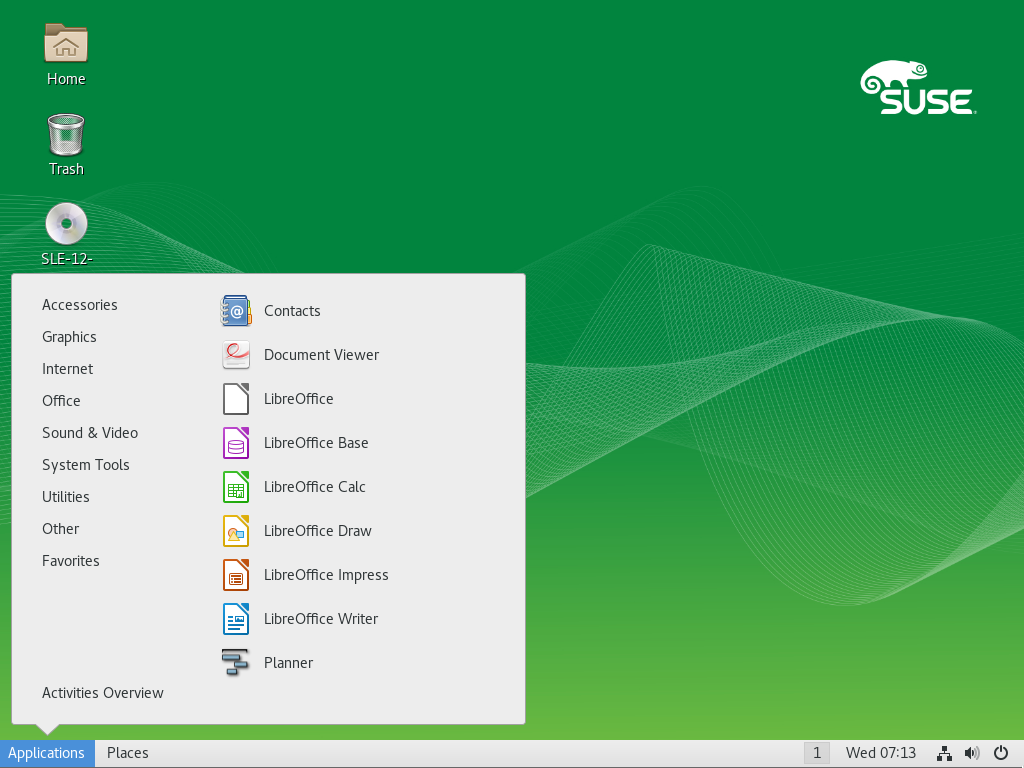 Home
Trash
SLE-12-
SUSE
Accessories
Graphics
Internet
Office
Sound & Video
System Tools
Utilities
Other
Favorites
Activities Overview
Contacts
Document Viewer
LibreOffice
LibreOffice Base
LibreOffice Calc
LibreOffice Draw
LibreOffice Impress
LibreOffice Writer
Planner
Applications Places 1 Wed 07:13